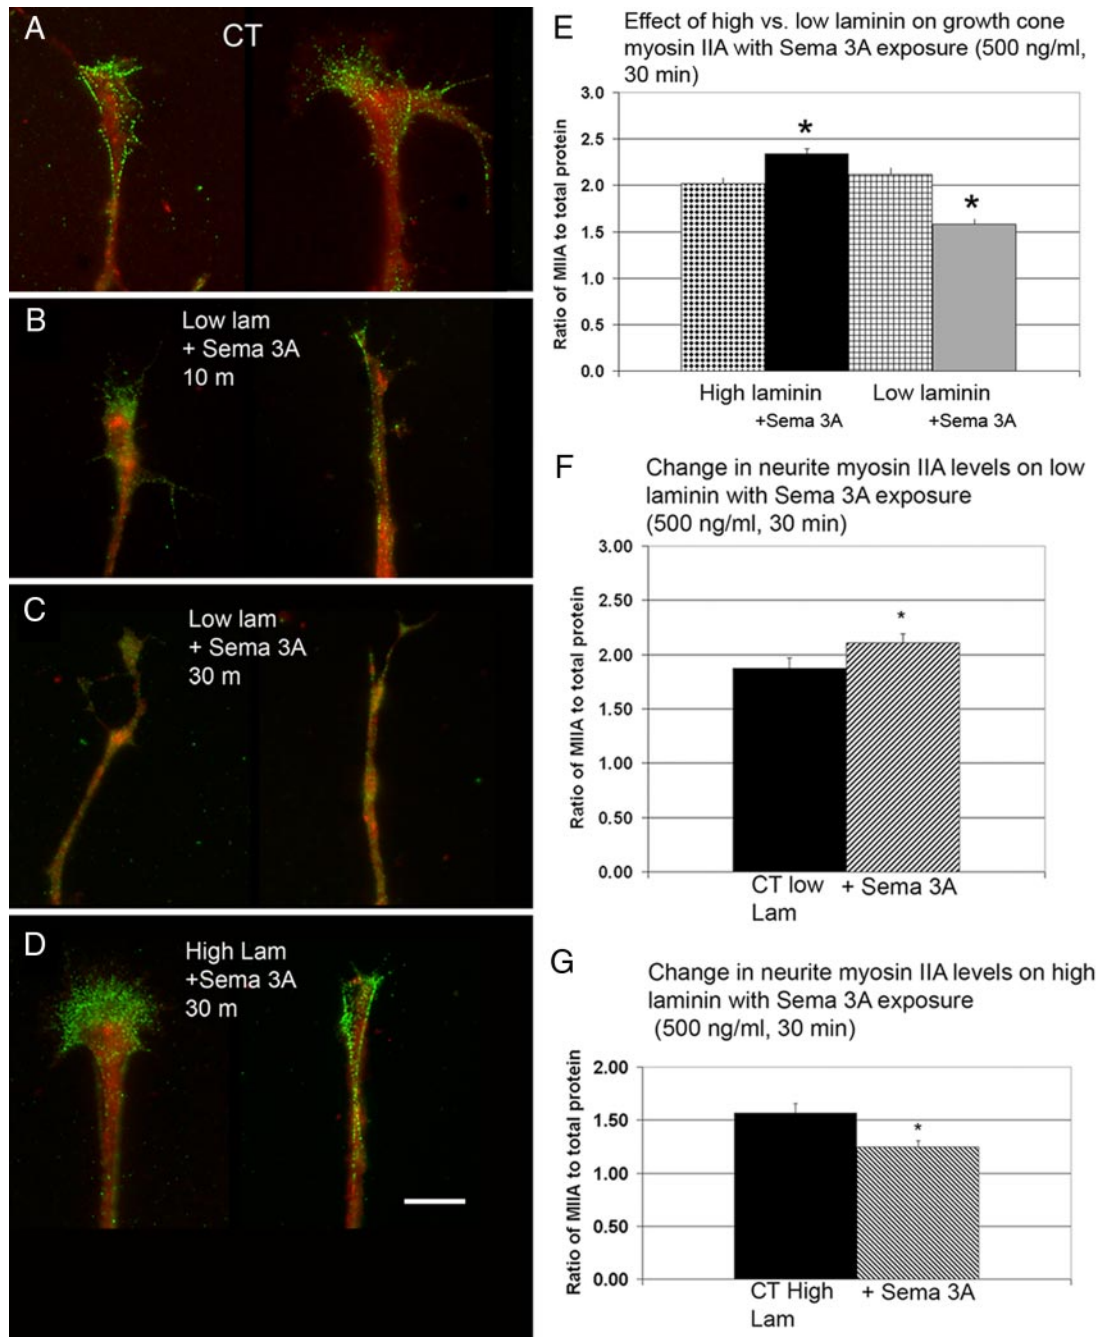 A
CT
B
Low lam
+ Sema 3A
10 m
C
Low lam
+ Sema 3A
30 m
D
High Lam
+Sema 3A
30 m
E
Effect of high vs. low laminin on growth cone
myosin IIA with Sema 3A exposure (500 ng/ml,
30 min)
Ratio of MIIA to total protein
3.0
2.5
2.0
1.5
1.0
0.5
0.0
*
*
High laminin
+Sema 3A
Low laminin
+Sema 3A
F
Change in neurite myosin IIA levels on low
laminin with Sema 3A exposure
(500 ng/ml, 30 min)
Ratio of MIIA to total protein
3.00
2.50
2.00
1.50
1.00
0.50
0.00
*
CT low
Lam
+ Sema 3A
G
Change in neurite myosin IIA levels on high
laminin with Sema 3A exposure
(500 ng/ml, 30 min)
Ratio of MIIA to total protein
2.00
1.50
1.00
0.50
0.00
*
CT High
Lam
+ Sema 3A